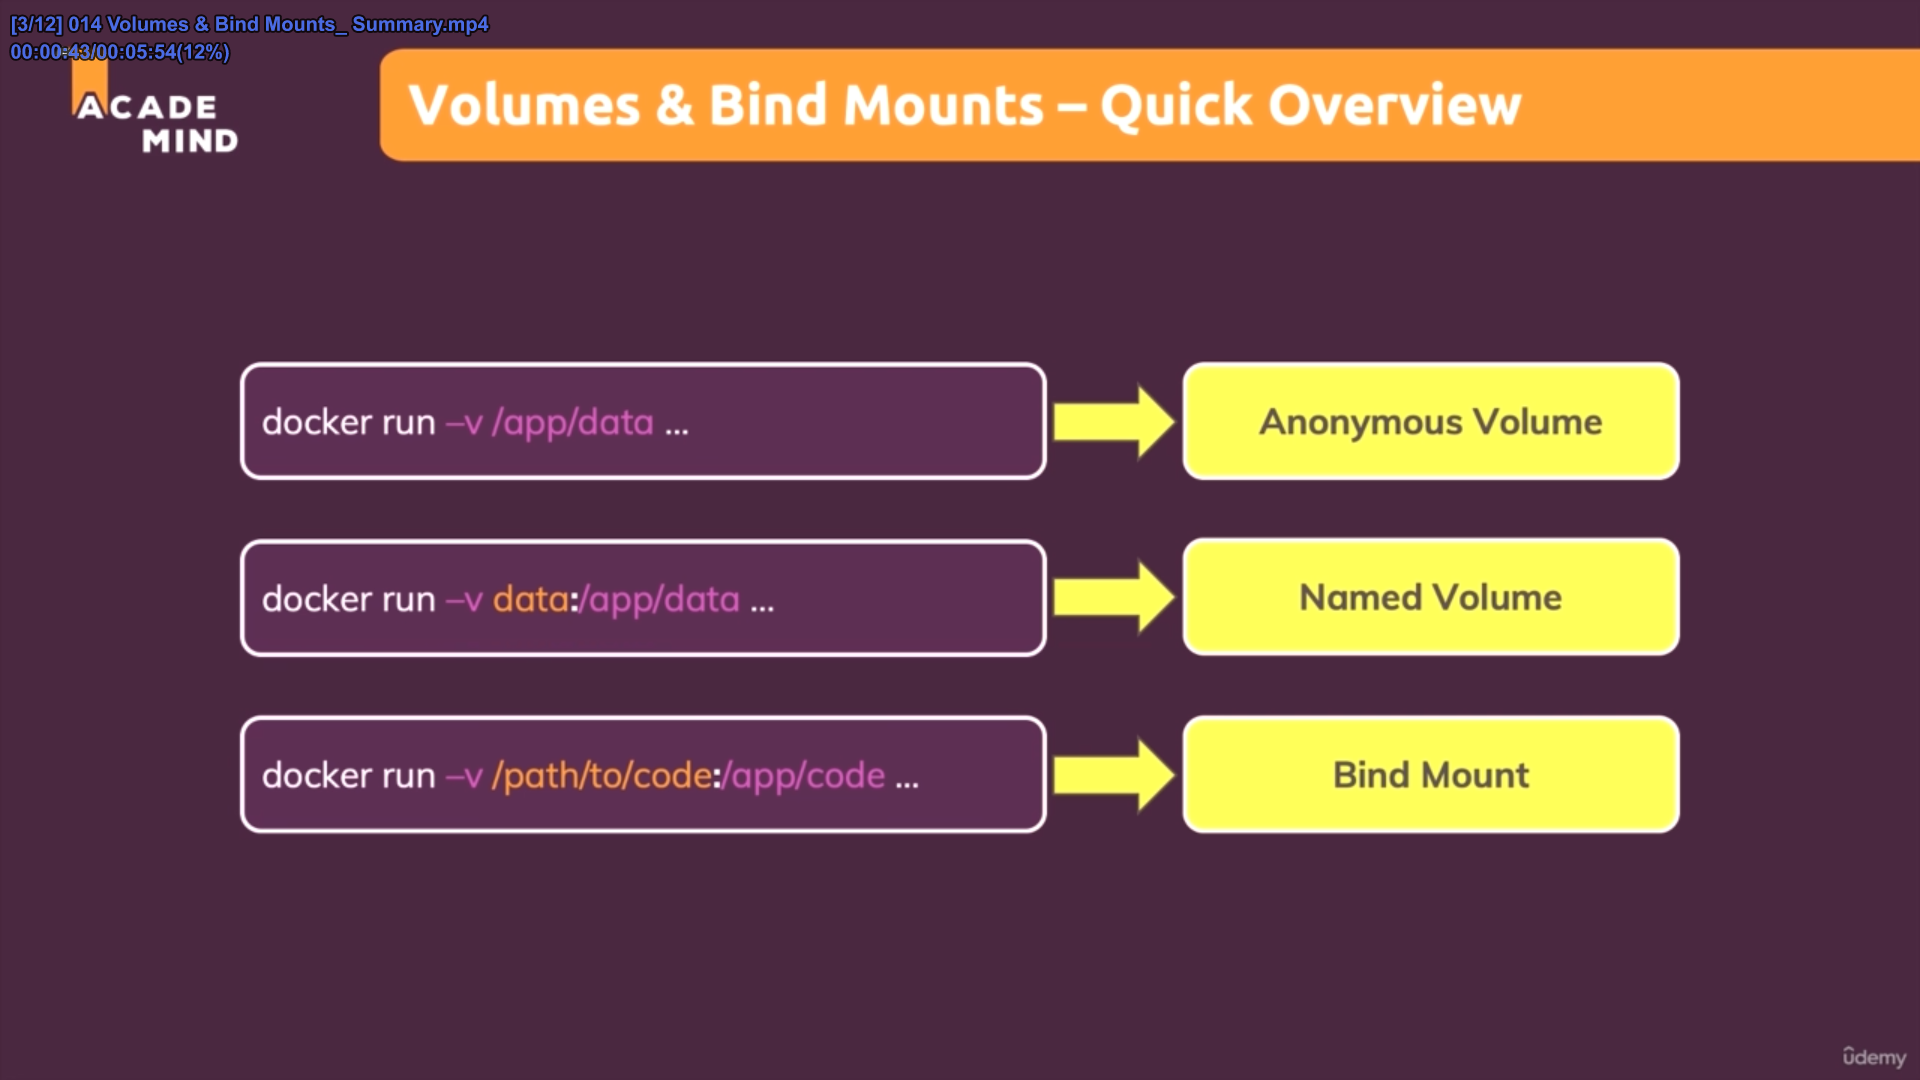 [3/12] 014 Volumes & Bind Mounts_ Summary.mp4
00:00:43/00:05:54(12%)
ACADE
MIND
Volumes & Bind Mounts – Quick Overview
docker run –v /app/data ...
Anonymous Volume
docker run –v data:/app/data ...
Named Volume
docker run –v /path/to/code:/app/code ...
Bind Mount
ûdemy